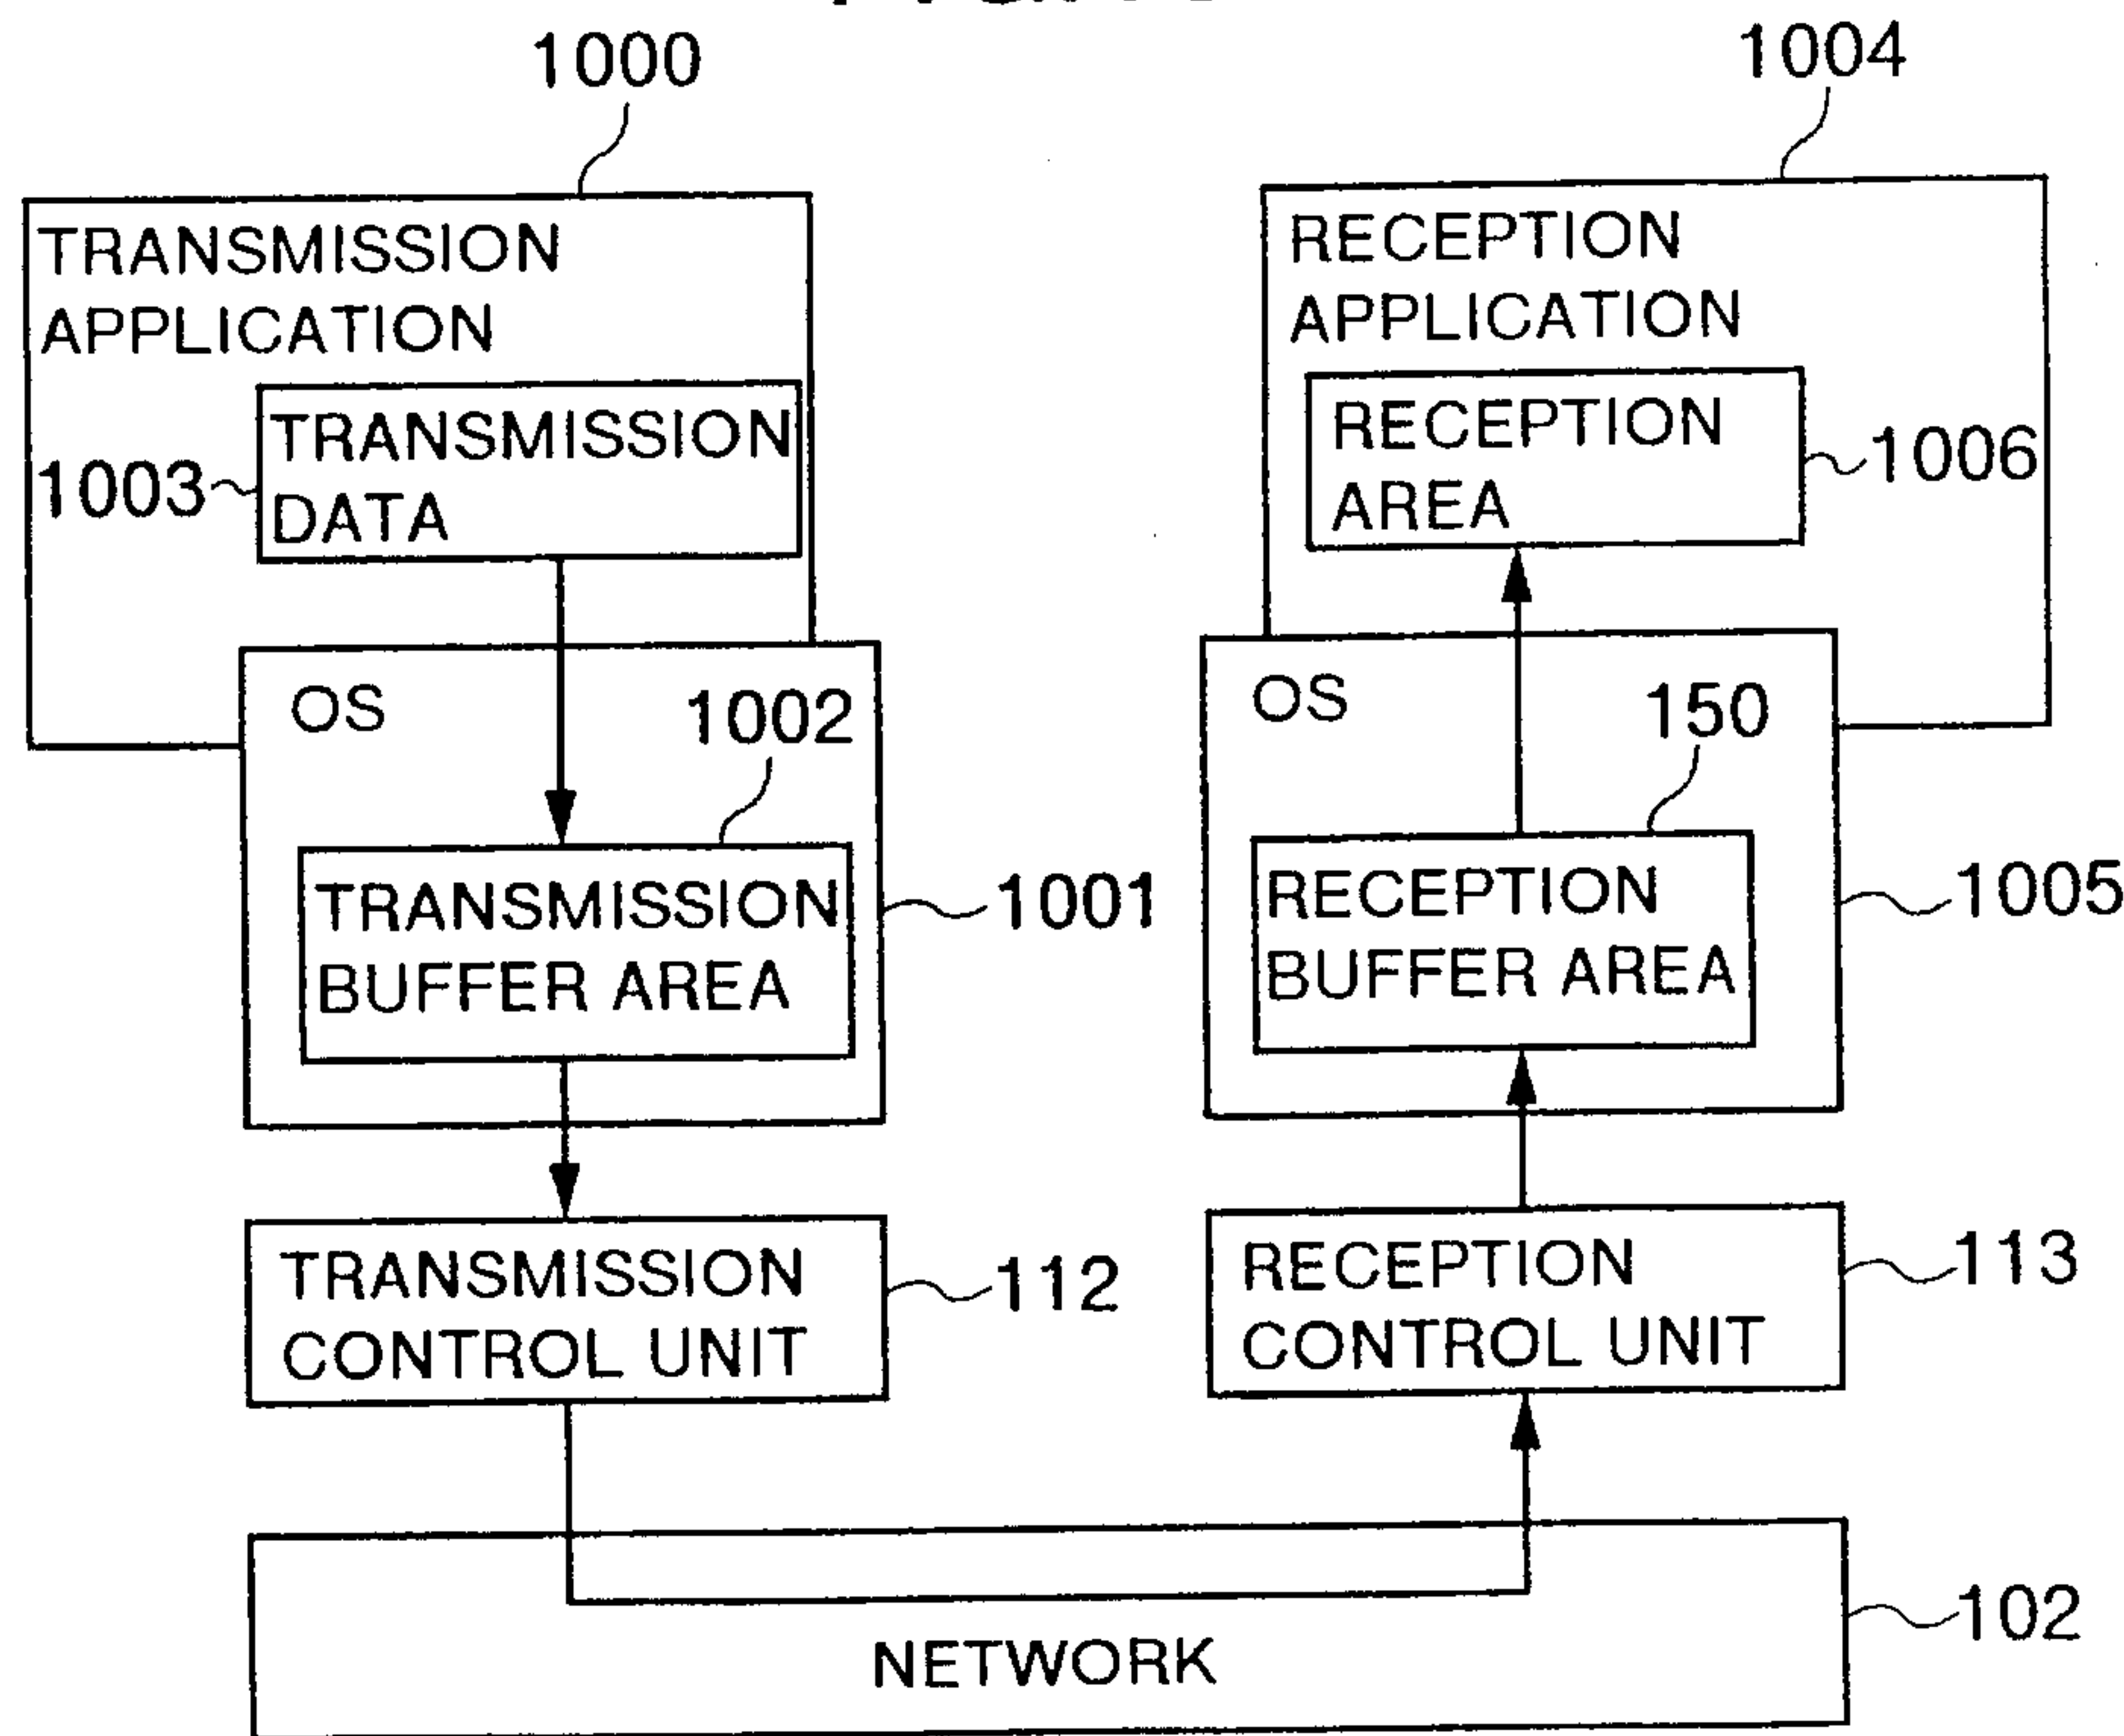 1000
1004
TRANSMISSION
APPLICATION
TRANSMISSION
DATA
1003
RECEPTION
APPLICATION
RECEPTION
AREA
1006
OS
1002
TRANSMISSION
BUFFER AREA
1001
OS
150
RECEPTION
BUFFER AREA
1005
TRANSMISSION
CONTROL UNIT
112
RECEPTION
CONTROL UNIT
113
NETWORK
102